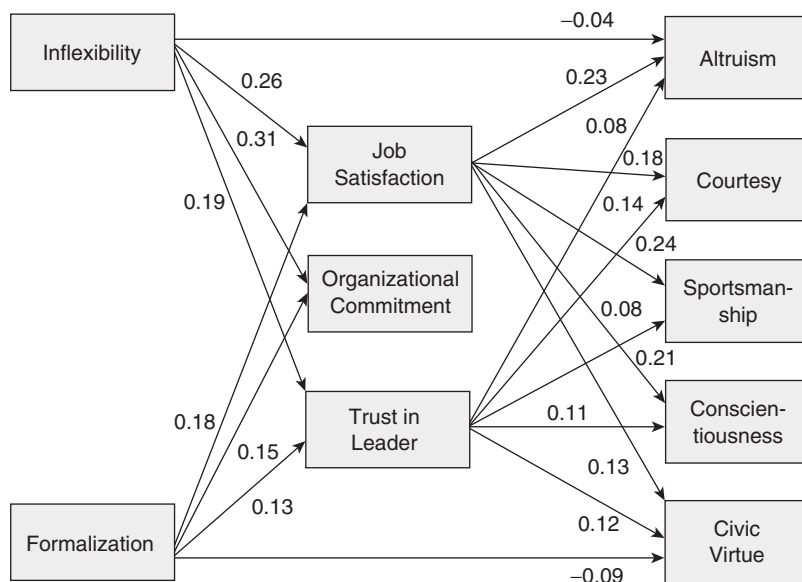 Inflexibility
−0.04
Altruism
0.26
0.23
0.31
0.08
Job
Satisfaction
0.18
Courtesy
0.19
0.14
0.24
Organizational
Commitment
Sportsman-
ship
0.08
0.21
Trust in
Leader
0.18
0.11
Conscien-
tiousness
0.15
0.13
0.13
0.12
Formalization
Civic
Virtue
−0.09